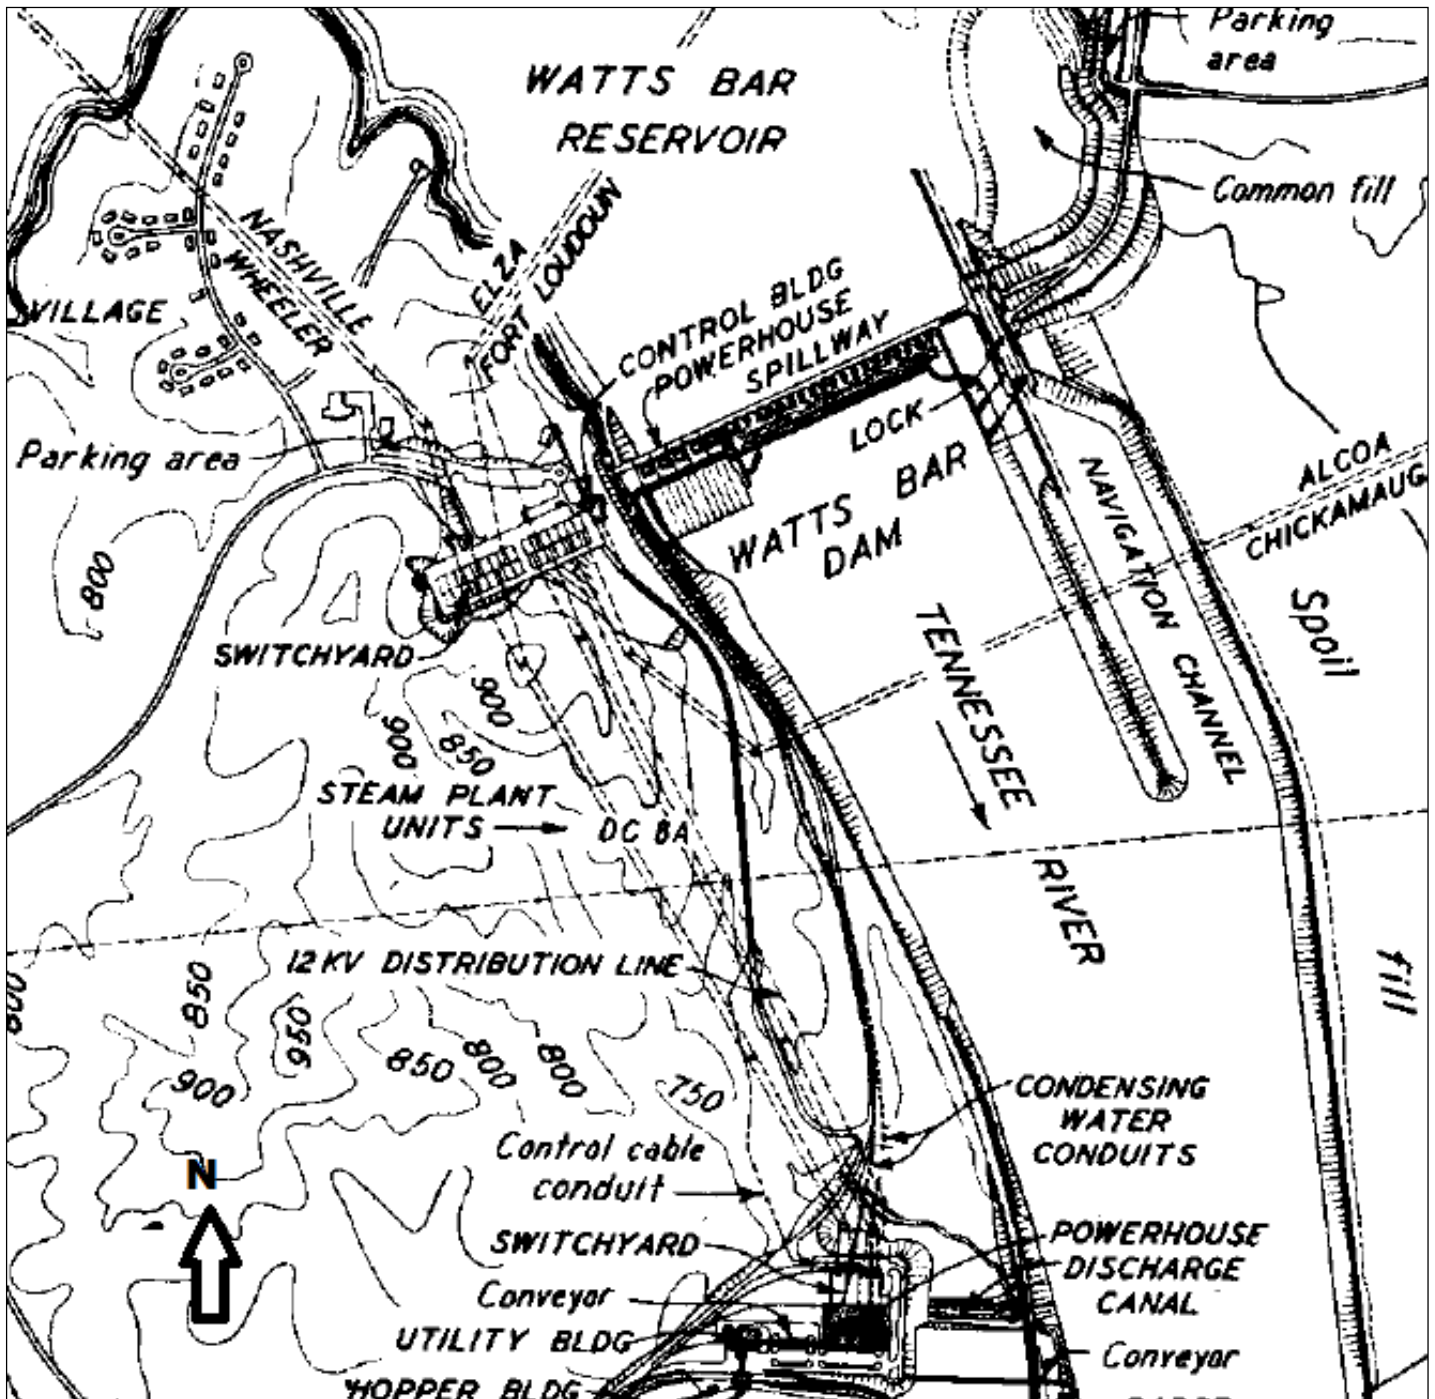 Parking
area
WATTS BAR
RESERVOIR
Common fill
NASHVILLE
WHEELER
ELZA
FORT LOUDOUN
VILLAGE
CONTROL BLDG
POWERHOUSE
SPILLWAY
LOCK
Parking area
WATTS BAR
DAM
NAVIGATION CHANNEL
ALCOA
CHICKAMAUG
800
SWITCHYARD
TENNESSEE
RIVER
Spoil
fill
900
850
900
STEAM PLANT
UNITS
DC 8A
12 KV DISTRIBUTION LINE
800
850
950
900
850
800
800
750
CONDENSING
WATER
CONDUITS
Control cable
conduit
N
SWITCHYARD
POWERHOUSE
DISCHARGE
CANAL
Conveyor
UTILITY BLDG
Conveyor
HOPPER BLDG